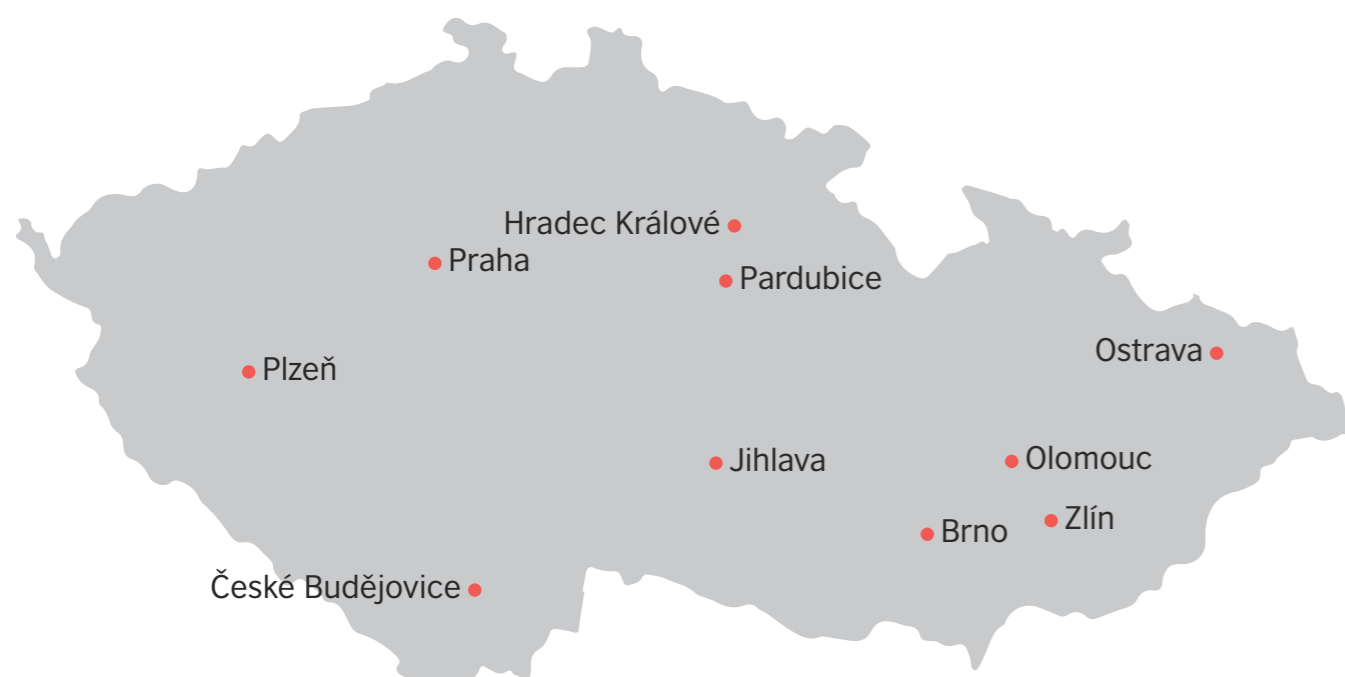 Hradec Králové
Praha
Pardubice
Ostrava
Plzeň
Jihlava
Olomouc
Zlín
Brno
České Budějovice